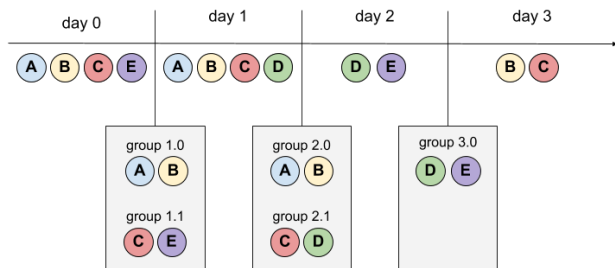 day 0 day 1 day 2 day 3
A B C E A B C D D E B C
group 1.0 group 2.0 group 3.0
A B A B D E
group 1.1 group 2.1
C E C D